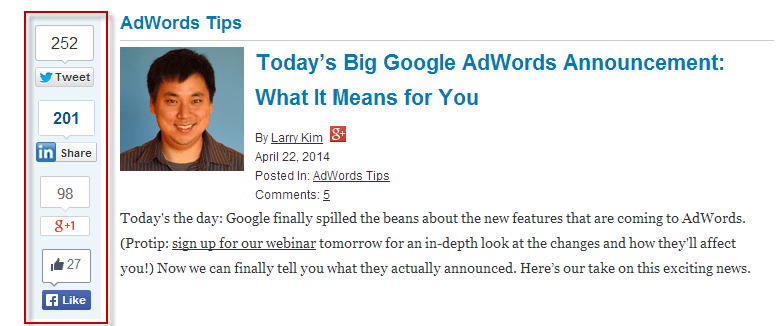 252
Tweet
201
in Share
98
g+1
27
f Like
AdWords Tips
Today’s Big Google AdWords Announcement:
What It Means for You
By Larry Kim g+
April 22, 2014
Posted In: AdWords Tips
Comments: 5
Today's the day: Google finally spilled the beans about the new features that are coming to AdWords.
(Protip: sign up for our webinar tomorrow for an in-depth look at the changes and how they'll affect
you!) Now we can finally tell you what they actually announced. Here’s our take on this exciting news.